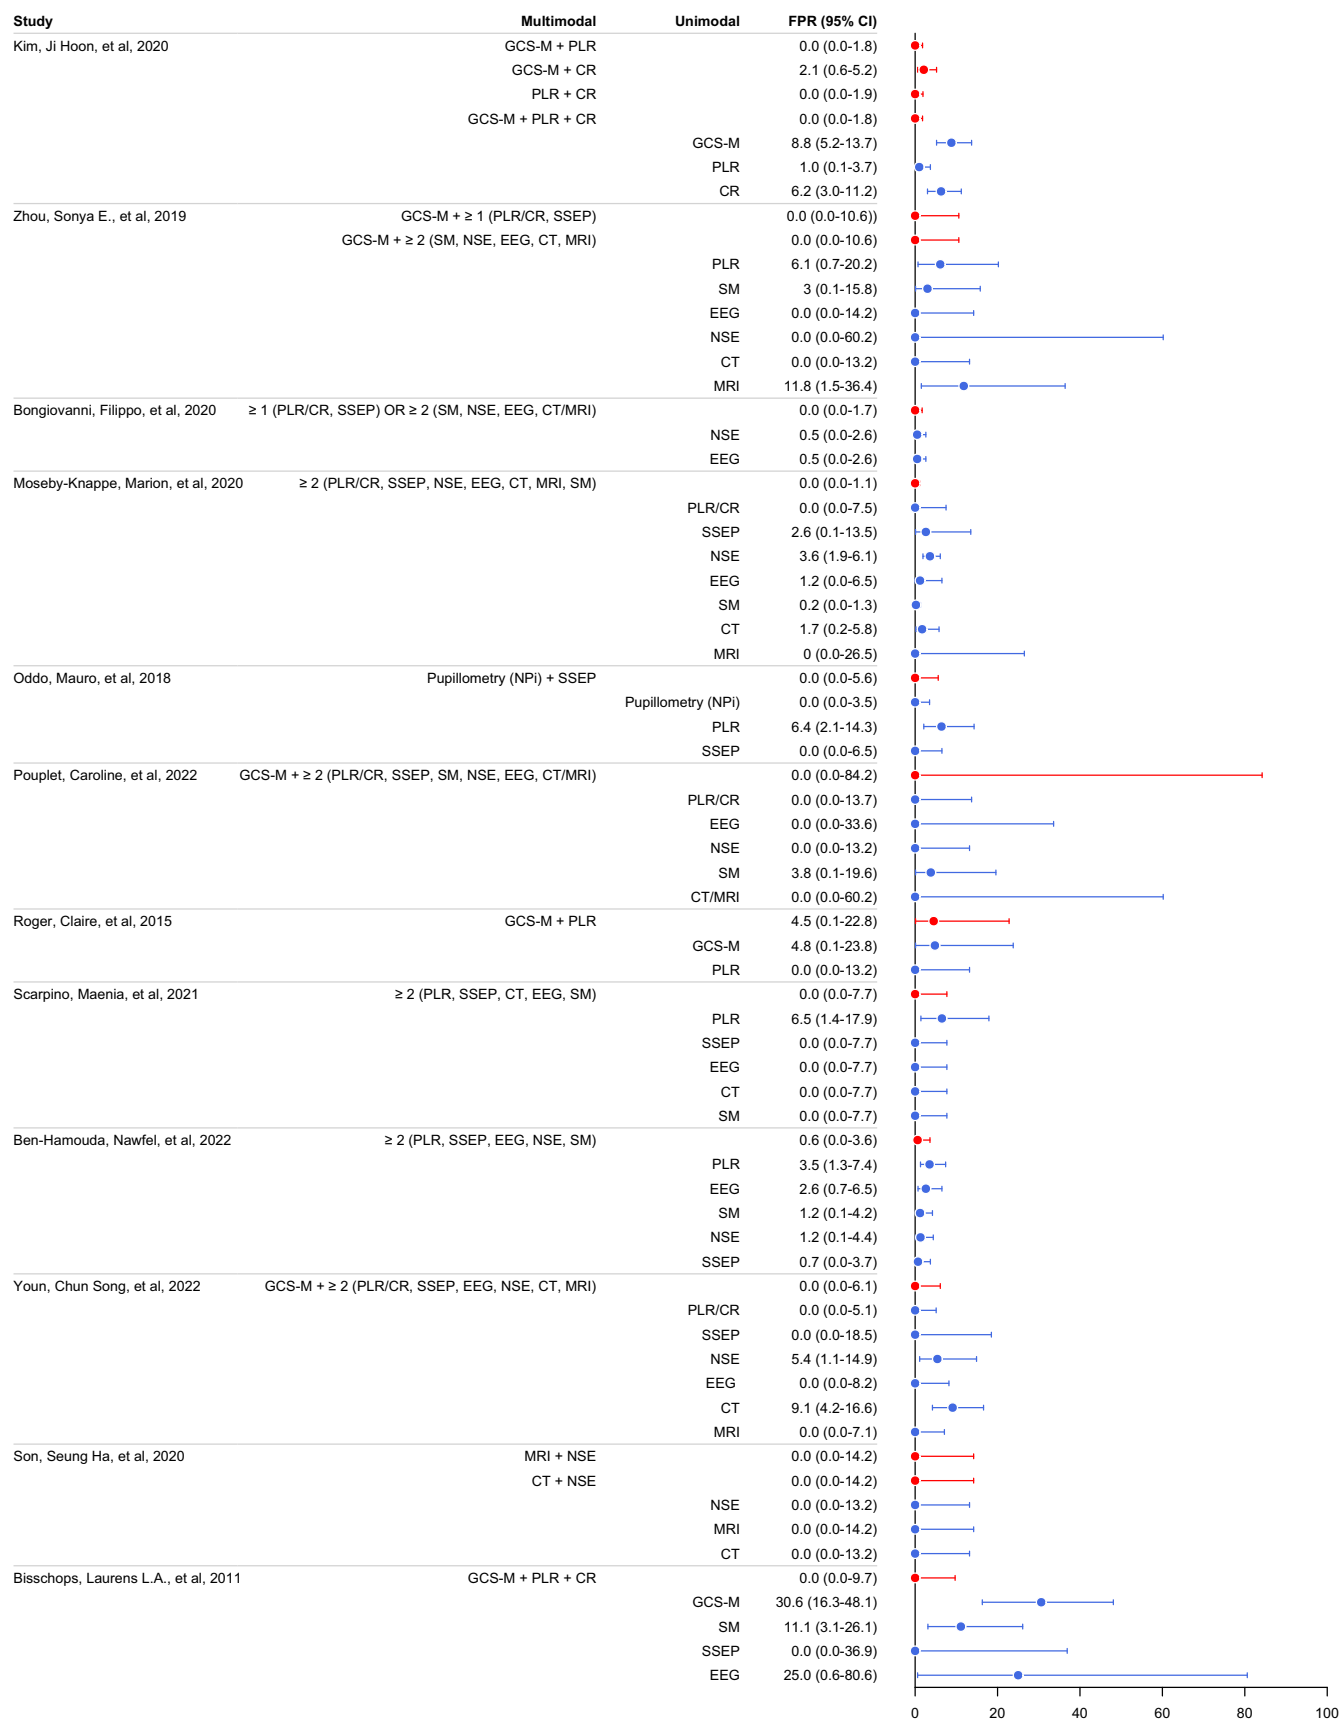 Study Multimodal Unimodal FPR (95% CI)
Kim, Ji Hoon, et al, 2020 GCS-M + PLR 0.0 (0.0-1.8)
GCS-M + CR 2.1 (0.6-5.2)
PLR + CR 0.0 (0.0-1.9)
GCS-M + PLR + CR 0.0 (0.0-1.8)
GCS-M 8.8 (5.2-13.7)
PLR 1.0 (0.1-3.7)
CR 6.2 (3.0-11.2)
Zhou, Sonya E., et al, 2019 GCS-M + ≥ 1 (PLR/CR, SSEP) 0.0 (0.0-10.6))
GCS-M + ≥ 2 (SM, NSE, EEG, CT, MRI) 0.0 (0.0-10.6)
PLR 6.1 (0.7-20.2)
SM 3 (0.1-15.8)
EEG 0.0 (0.0-14.2)
NSE 0.0 (0.0-60.2)
CT 0.0 (0.0-13.2)
MRI 11.8 (1.5-36.4)
Bongiovanni, Filippo, et al, 2020 ≥ 1 (PLR/CR, SSEP) OR ≥ 2 (SM, NSE, EEG, CT/MRI) 0.0 (0.0-1.7)
NSE 0.5 (0.0-2.6)
EEG 0.5 (0.0-2.6)
Moseby-Knappe, Marion, et al, 2020 ≥ 2 (PLR/CR, SSEP, NSE, EEG, CT, MRI, SM) 0.0 (0.0-1.1)
PLR/CR 0.0 (0.0-7.5)
SSEP 2.6 (0.1-13.5)
NSE 3.6 (1.9-6.1)
EEG 1.2 (0.0-6.5)
SM 0.2 (0.0-1.3)
CT 1.7 (0.2-5.8)
MRI 0 (0.0-26.5)
Oddo, Mauro, et al, 2018 Pupillometry (NPi) + SSEP 0.0 (0.0-5.6)
Pupillometry (NPi) 0.0 (0.0-3.5)
PLR 6.4 (2.1-14.3)
SSEP 0.0 (0.0-6.5)
Pouplet, Caroline, et al, 2022 GCS-M + ≥ 2 (PLR/CR, SSEP, SM, NSE, EEG, CT/MRI) 0.0 (0.0-84.2)
PLR/CR 0.0 (0.0-13.7)
EEG 0.0 (0.0-33.6)
NSE 0.0 (0.0-13.2)
SM 3.8 (0.1-19.6)
CT/MRI 0.0 (0.0-60.2)
Roger, Claire, et al, 2015 GCS-M + PLR 4.5 (0.1-22.8)
GCS-M 4.8 (0.1-23.8)
PLR 0.0 (0.0-13.2)
Scarpino, Maenia, et al, 2021 ≥ 2 (PLR, SSEP, CT, EEG, SM) 0.0 (0.0-7.7)
PLR 6.5 (1.4-17.9)
SSEP 0.0 (0.0-7.7)
EEG 0.0 (0.0-7.7)
CT 0.0 (0.0-7.7)
SM 0.0 (0.0-7.7)
Ben-Hamouda, Nawfel, et al, 2022 ≥ 2 (PLR, SSEP, EEG, NSE, SM) 0.6 (0.0-3.6)
PLR 3.5 (1.3-7.4)
EEG 2.6 (0.7-6.5)
SM 1.2 (0.1-4.2)
NSE 1.2 (0.1-4.4)
SSEP 0.7 (0.0-3.7)
Youn, Chun Song, et al, 2022 GCS-M + ≥ 2 (PLR/CR, SSEP, EEG, NSE, CT, MRI) 0.0 (0.0-6.1)
PLR/CR 0.0 (0.0-5.1)
SSEP 0.0 (0.0-18.5)
NSE 5.4 (1.1-14.9)
EEG 0.0 (0.0-8.2)
CT 9.1 (4.2-16.6)
MRI 0.0 (0.0-7.1)
Son, Seung Ha, et al, 2020 MRI + NSE 0.0 (0.0-14.2)
CT + NSE 0.0 (0.0-14.2)
NSE 0.0 (0.0-13.2)
MRI 0.0 (0.0-14.2)
CT 0.0 (0.0-13.2)
Bisschops, Laurens L.A., et al, 2011 GCS-M + PLR + CR 0.0 (0.0-9.7)
GCS-M 30.6 (16.3-48.1)
SM 11.1 (3.1-26.1)
SSEP 0.0 (0.0-36.9)
EEG 25.0 (0.6-80.6)
0 20 40 60 80 100